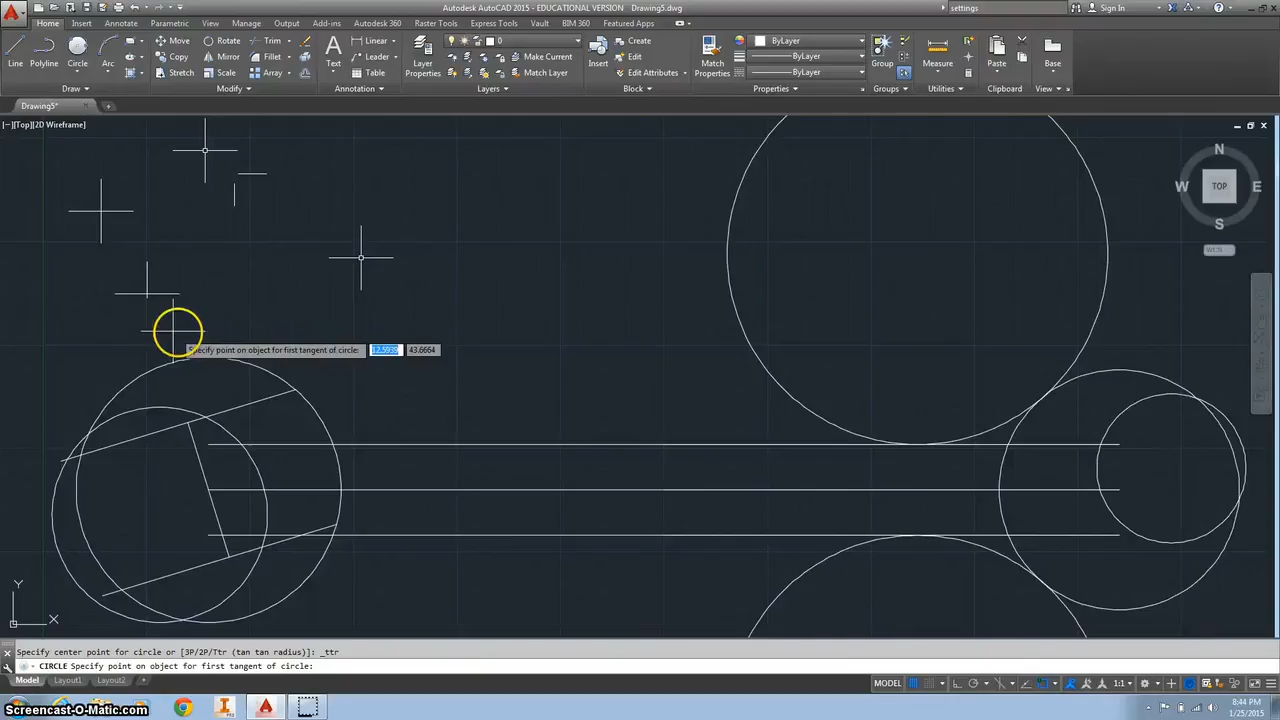 Autodesk AutoCAD 2015 - EDUCATIONAL VERSION Drawing5.dwg
settings
Sign In
Home Insert Annotate Parametric View Manage Output Add-ins Autodesk 360 Raster Tools Express Tools Vault BIM 360 Featured Apps
Move Rotate Trim Linear 0 Create ByLayer
Copy Mirror Fillet Leader Make Current Edit ByLayer
Stretch Scale Array Table Match Layer Edit Attributes ByLayer
Line Polyline Circle Arc Text Layer Properties Insert Match Properties Group Measure Paste Base
Draw Modify Annotation Layers Block Properties Groups Utilities Clipboard View
Drawing5*
[−][Top][2D Wireframe]
N
W TOP E
S
WCS
Specify point on object for first tangent of circle: 12.5939 43.6664
Y
X
Specify center point for circle or [3P/2P/Ttr (tan tan radius)]: _ttr
CIRCLE Specify point on object for first tangent of circle:
Model Layout1 Layout2
MODEL 1:1
Screencast-O-Matic.com
PRO
8:44 PM
1/25/2015